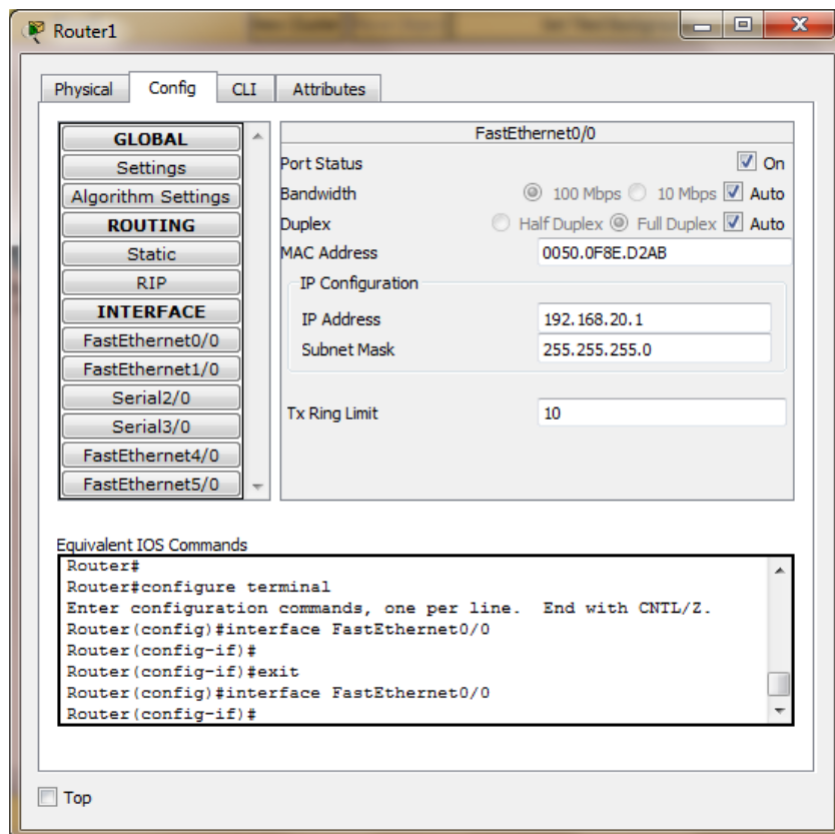 Router1
Physical Config CLI Attributes
GLOBAL
Settings
Algorithm Settings
ROUTING
Static
RIP
INTERFACE
FastEthernet0/0
FastEthernet1/0
Serial2/0
Serial3/0
FastEthernet4/0
FastEthernet5/0
FastEthernet0/0
Port Status On
Bandwidth 100 Mbps 10 Mbps Auto
Duplex Half Duplex Full Duplex Auto
MAC Address 0050.0F8E.D2AB
IP Configuration
IP Address 192.168.20.1
Subnet Mask 255.255.255.0
Tx Ring Limit 10
Equivalent IOS Commands
Router#
Router#configure terminal
Enter configuration commands, one per line. End with CNTL/Z.
Router(config)#interface FastEthernet0/0
Router(config-if)#
Router(config-if)#exit
Router(config)#interface FastEthernet0/0
Router(config-if)#
Top